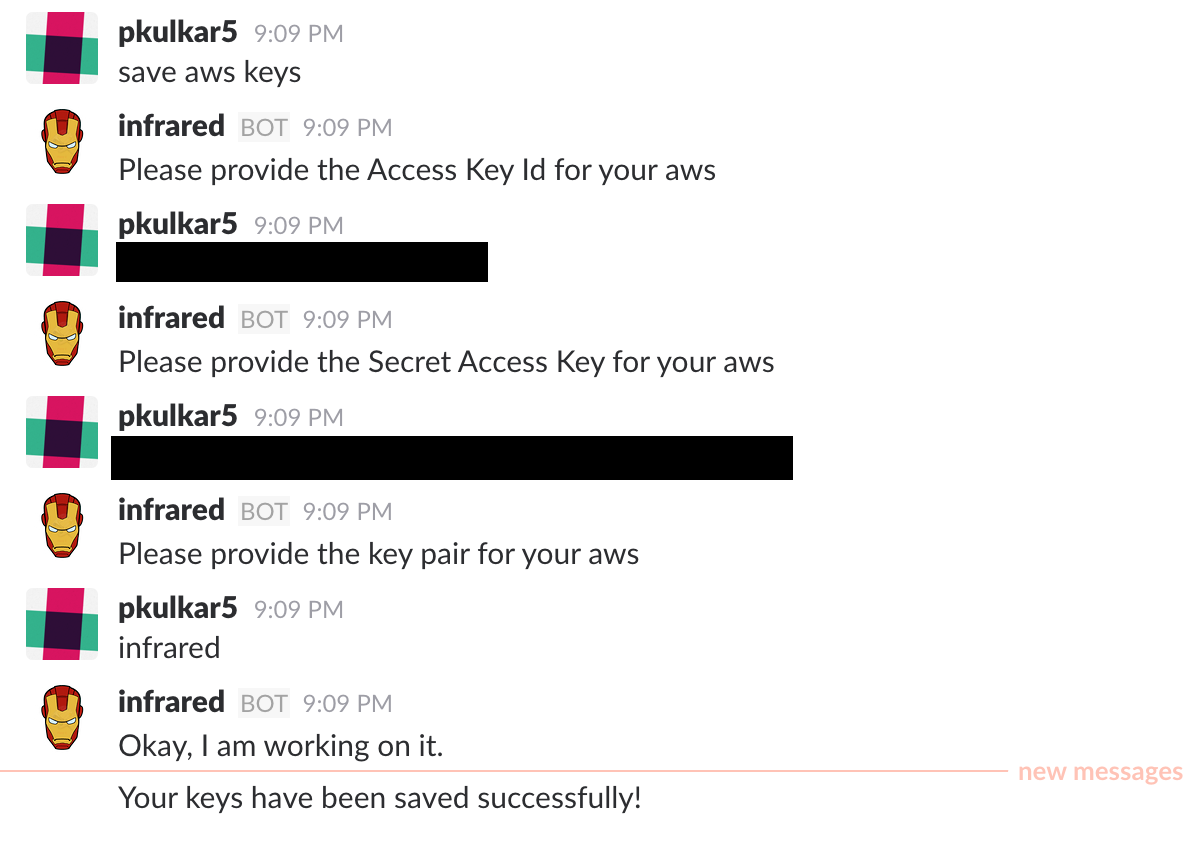 pkulkar5 9:09 PM
save aws keys
infrared BOT 9:09 PM
Please provide the Access Key Id for your aws
pkulkar5 9:09 PM
infrared BOT 9:09 PM
Please provide the Secret Access Key for your aws
pkulkar5 9:09 PM
infrared BOT 9:09 PM
Please provide the key pair for your aws
pkulkar5 9:09 PM
infrared
infrared BOT 9:09 PM
Okay, I am working on it.
new messages
Your keys have been saved successfully!